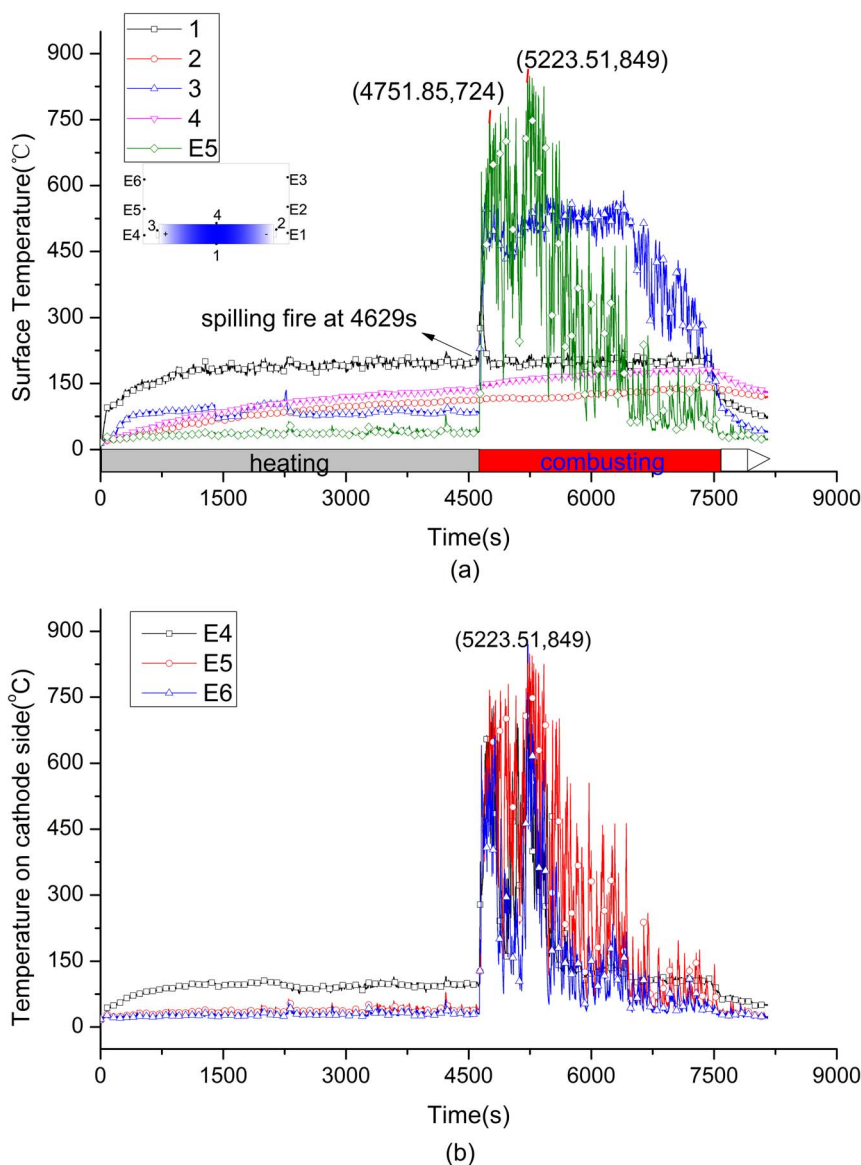 1
2
3
4
E5
(5223.51,849)
(4751.85,724)
E6
E5
E4
3
+
4
1
-
2
E3
E2
E1
spilling fire at 4629s
heating
combusting
900
750
600
450
300
150
0
Surface Temperature(℃)
0 1500 3000 4500 6000 7500 9000
Time(s)
(a)
E4
E5
E6
(5223.51,849)
900
750
600
450
300
150
0
Temperature on cathode side(°C)
0 1500 3000 4500 6000 7500 9000
Time(s)
(b)